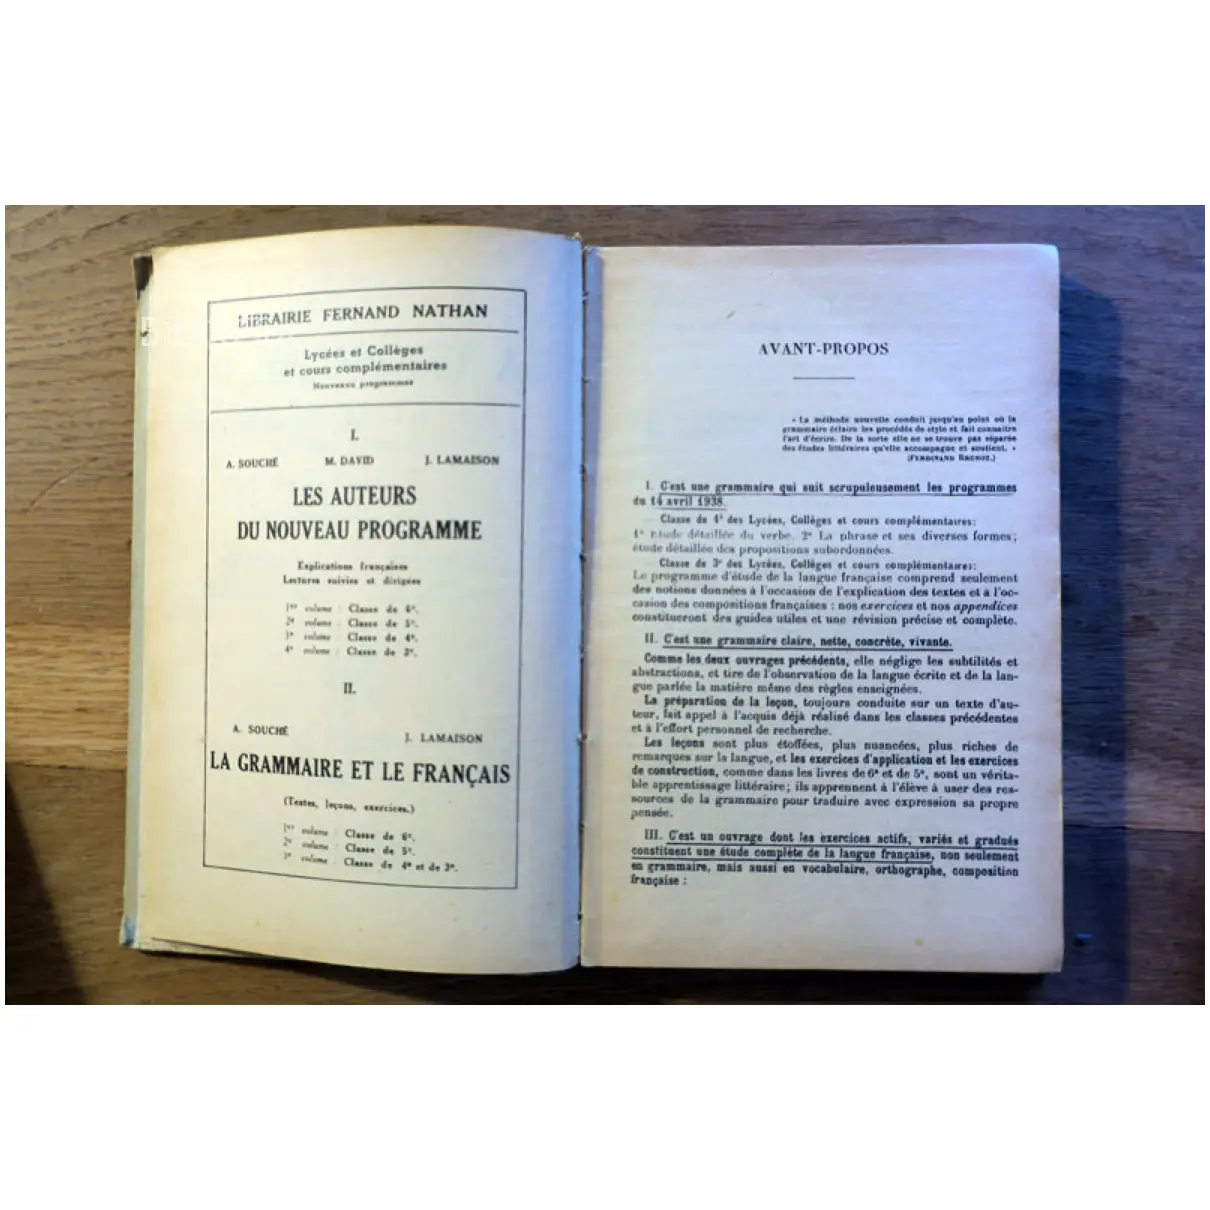 LIBRAIRIE FERNAND NATHAN
Lycées et Collèges
et cours complémentaires
Nouveaux programmes
I.
A. SOUCHÉ M. DAVID J. LAMAISON
LES AUTEURS
DU NOUVEAU PROGRAMME
Explications françaises
Lectures suivies et dirigées
1er volume : Classe de 6e.
2e volume : Classe de 5e.
3e volume : Classe de 4e.
4e volume : Classe de 3e.
II.
A. SOUCHÉ J. LAMAISON
LA GRAMMAIRE ET LE FRANÇAIS
(Textes, leçons, exercices.)
1er volume : Classe de 6e.
2e volume : Classe de 5e.
3e volume : Classe de 4e et de 3e.
AVANT-PROPOS
« La méthode nouvelle conduit jusqu'au point où la
grammaire éclaire les procédés de style et fait connaître
l'art d'écrire. De la sorte elle ne se trouve pas séparée
des études littéraires qu'elle accompagne et soutient. »
(FERDINAND BRUNOT.)
I. C'est une grammaire qui suit scrupuleusement les programmes
du 14 avril 1938.
Classe de 4e des Lycées, Collèges et cours complémentaires:
1° Etude détaillée du verbe. 2° La phrase et ses diverses formes;
étude détaillée des propositions subordonnées.
Classe de 3e des Lycées, Collèges et cours complémentaires:
Le programme d'étude de la langue française comprend seulement
des notions données à l'occasion de l'explication des textes et à l'oc-
casion des compositions françaises : nos exercices et nos appendices
constitueront des guides utiles et une révision précise et complète.
II. C'est une grammaire claire, nette, concrète, vivante.
Comme les deux ouvrages précédents, elle néglige les subtilités et
abstractions, et tire de l'observation de la langue écrite et de la lan-
gue parlée la matière même des règles enseignées.
La préparation de la leçon, toujours conduite sur un texte d'au-
teur, fait appel à l'acquis déjà réalisé dans les classes précédentes
et à l'effort personnel de recherche.
Les leçons sont plus étoffées, plus nuancées, plus riches de
remarques sur la langue, et les exercices d'application et les exercices
de construction, comme dans les livres de 6e et de 5e, sont un vérita-
ble apprentissage littéraire; ils apprennent à l'élève à user des res-
sources de la grammaire pour traduire avec expression sa propre
pensée.
III. C'est un ouvrage dont les exercices actifs, variés et gradués
constituent une étude complète de la langue française, non seulement
en grammaire, mais aussi en vocabulaire, orthographe, composition
française :